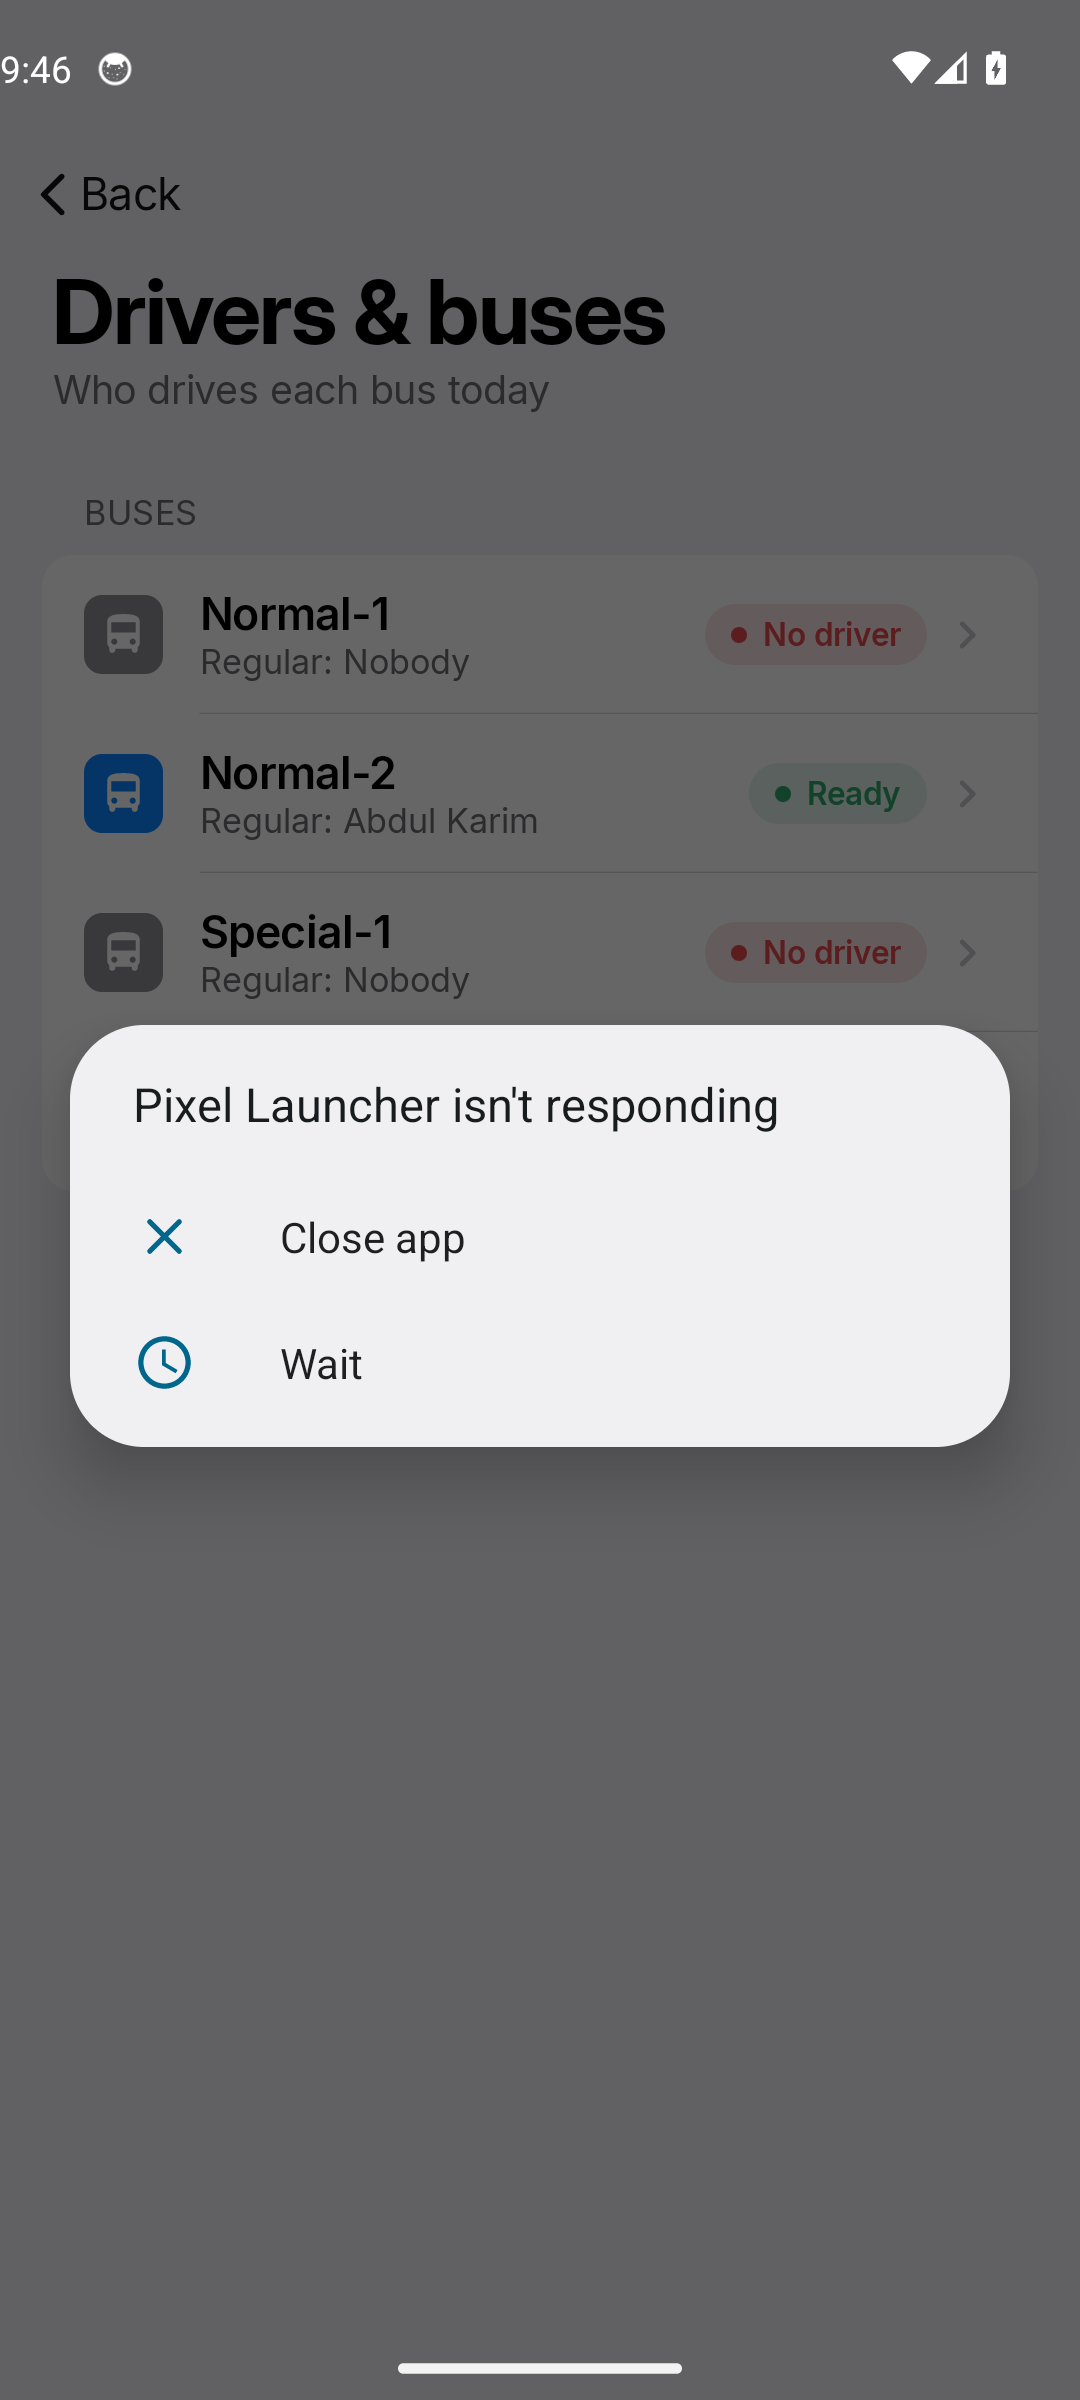 9:46
Back
Drivers & buses
Who drives each bus today
BUSES
Normal-1
Regular: Nobody
No driver
Normal-2
Regular: Abdul Karim
Ready
Special-1
Regular: Nobody
No driver
Pixel Launcher isn't responding
Close app
Wait